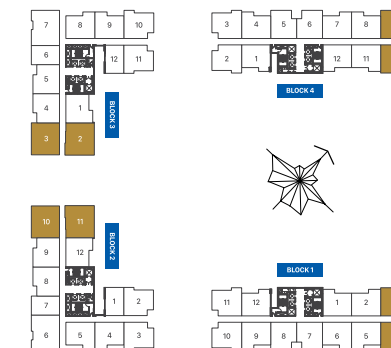 7 8 9 10
6 12 11
5
4 1
3 2
BLOCK 3
3 4 5 6 7 8
2 1 12 11
BLOCK 4
10 11
9 12
8
7 1 2
6 5 4 3
BLOCK 2
BLOCK 1
11 12 1 2
10 9 8 7 6 5